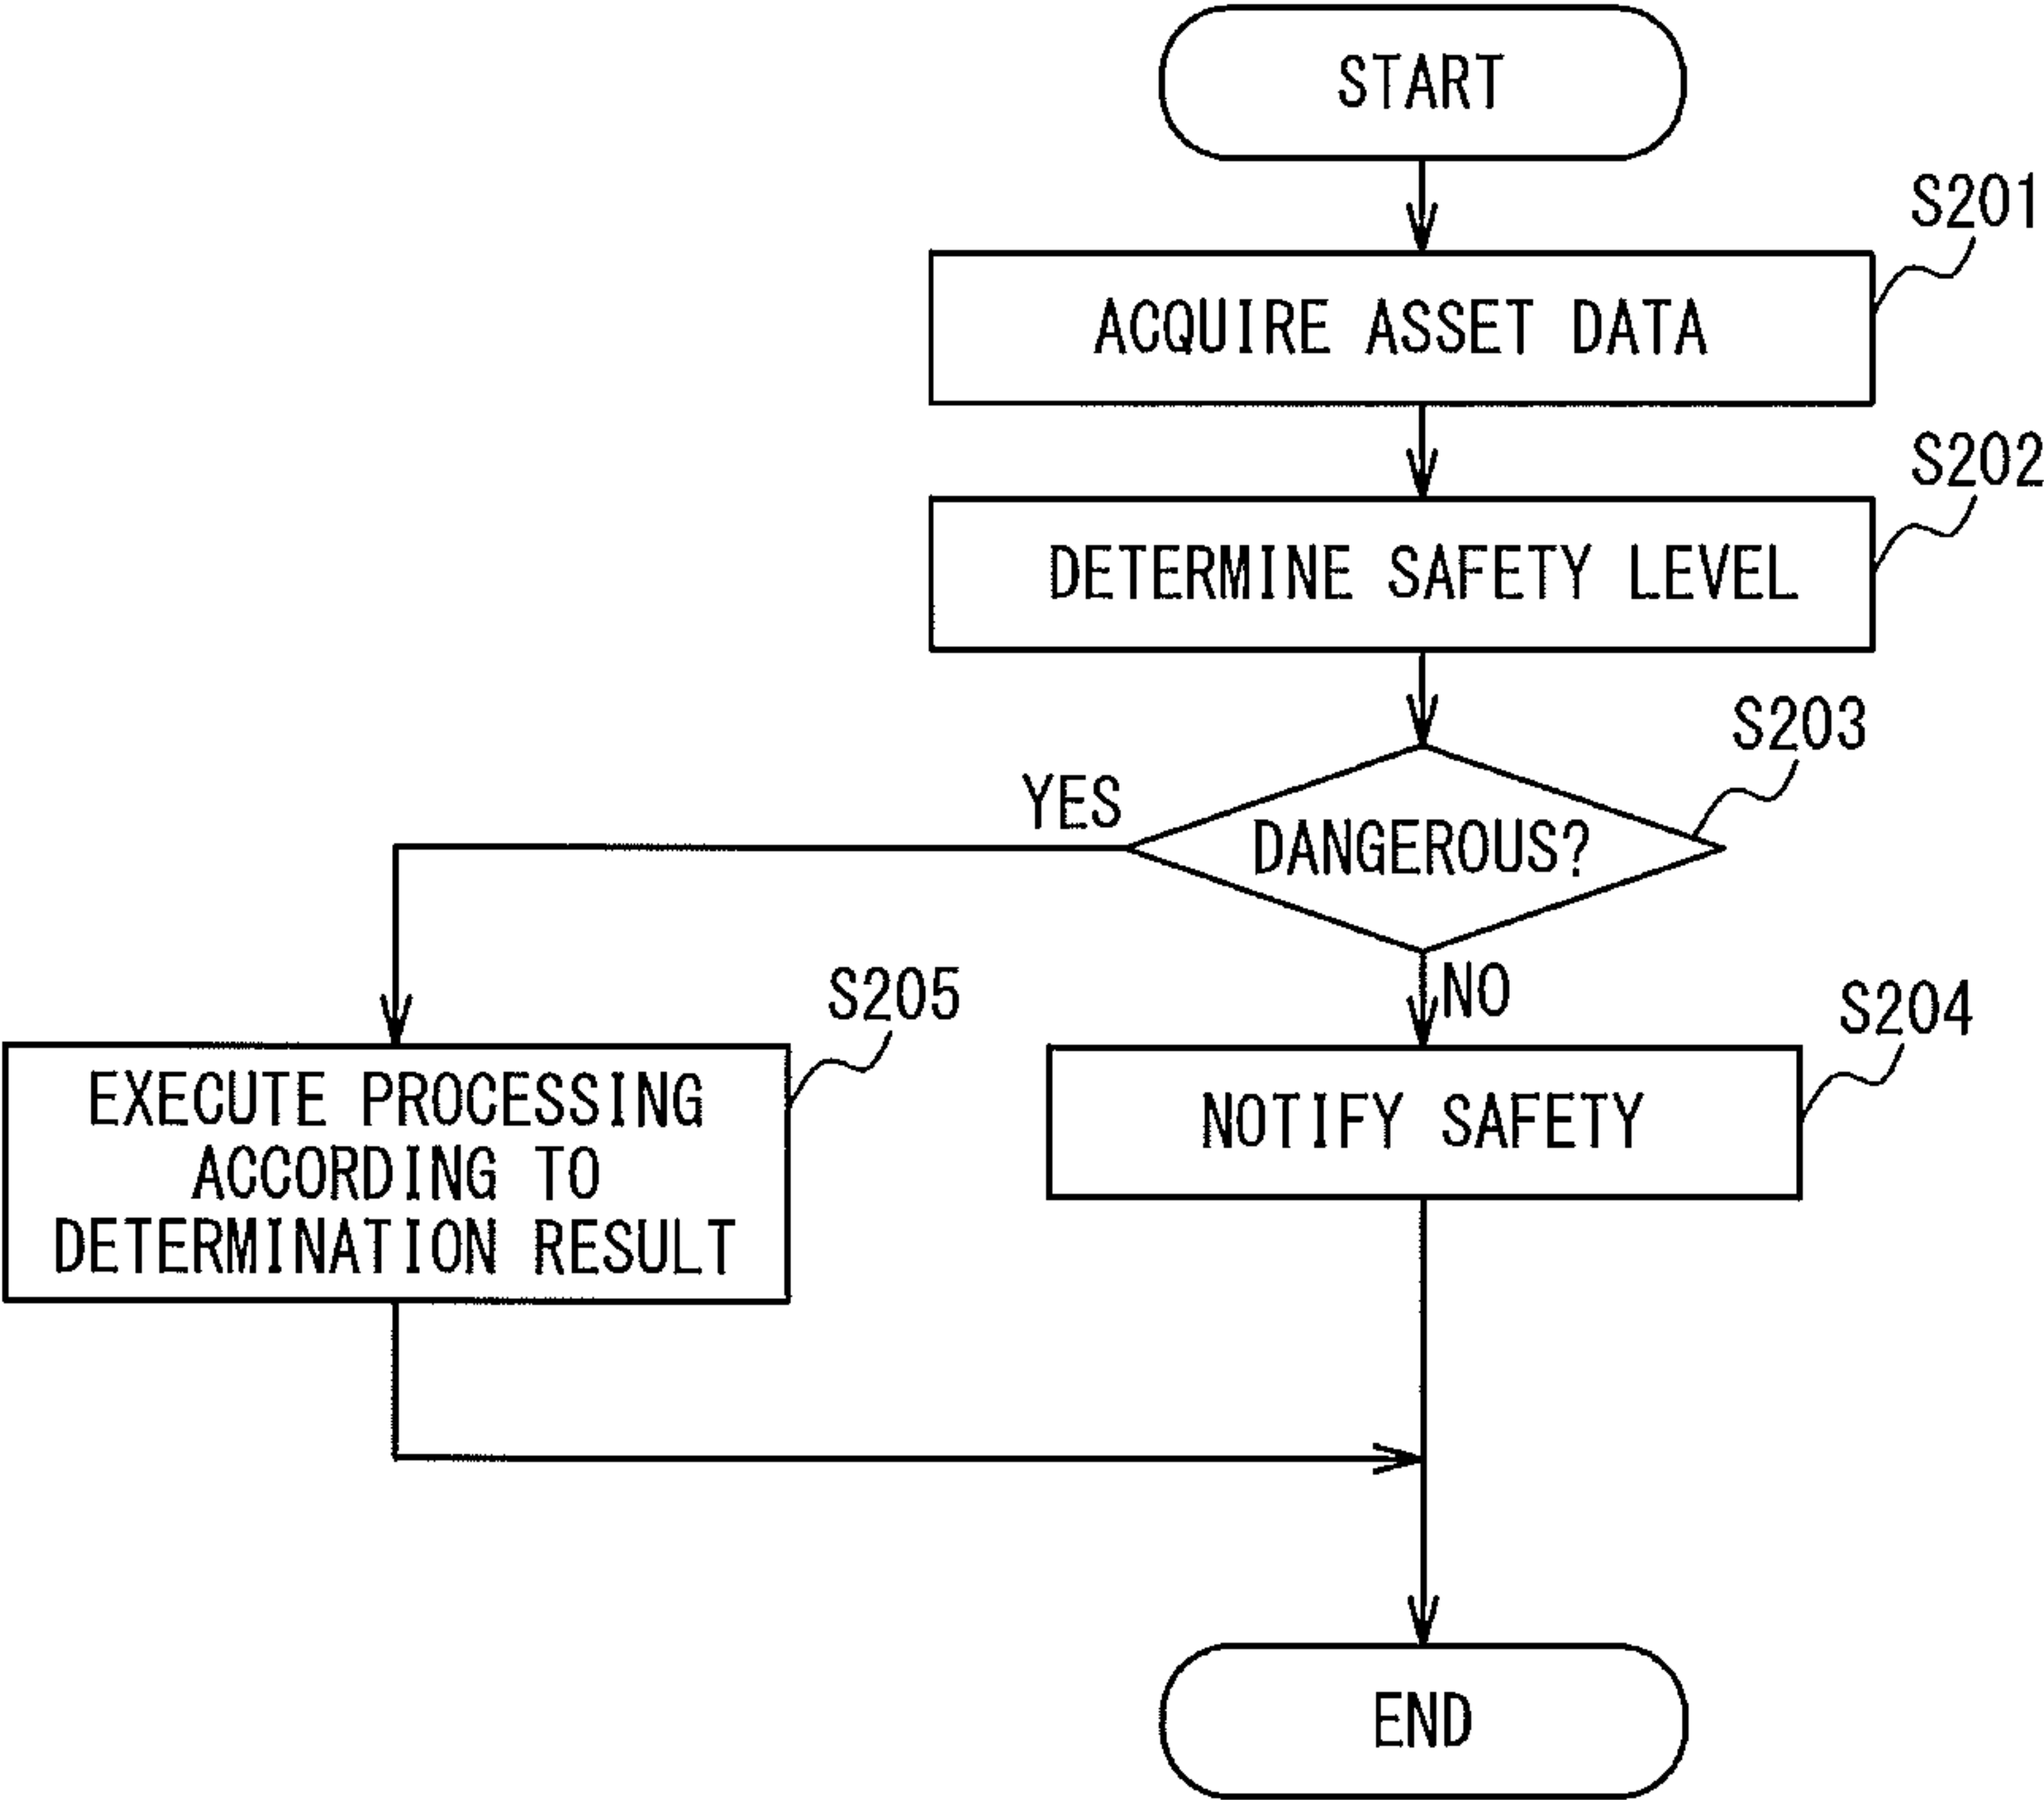 START
S201
ACQUIRE ASSET DATA
S202
DETERMINE SAFETY LEVEL
S203
YES
DANGEROUS?
NO
S205
S204
EXECUTE PROCESSING
ACCORDING TO
DETERMINATION RESULT
NOTIFY SAFETY
END